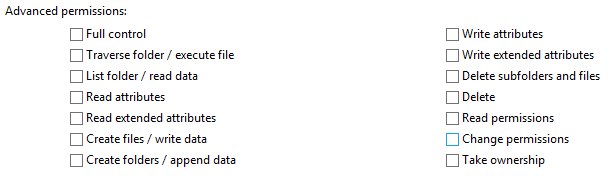 Advanced permissions:
Full control
Traverse folder / execute file
List folder / read data
Read attributes
Read extended attributes
Create files / write data
Create folders / append data
Write attributes
Write extended attributes
Delete subfolders and files
Delete
Read permissions
Change permissions
Take ownership